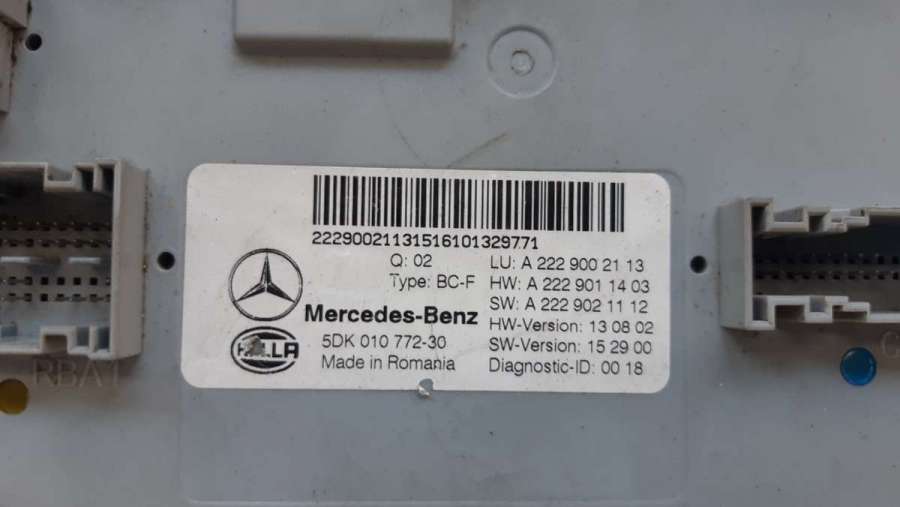 2229002113151610132977​1
Q: 02
Type: BC-F
LU: A 222 900 21 13
HW: A 222 901 14 03
SW: A 222 902 11 12
Mercedes-Benz
HW-Version: 13 08 02
HELLA
5DK 010 772-30
SW-Version: 15 29 00
Made in Romania
Diagnostic-ID: 00 18
RBA1